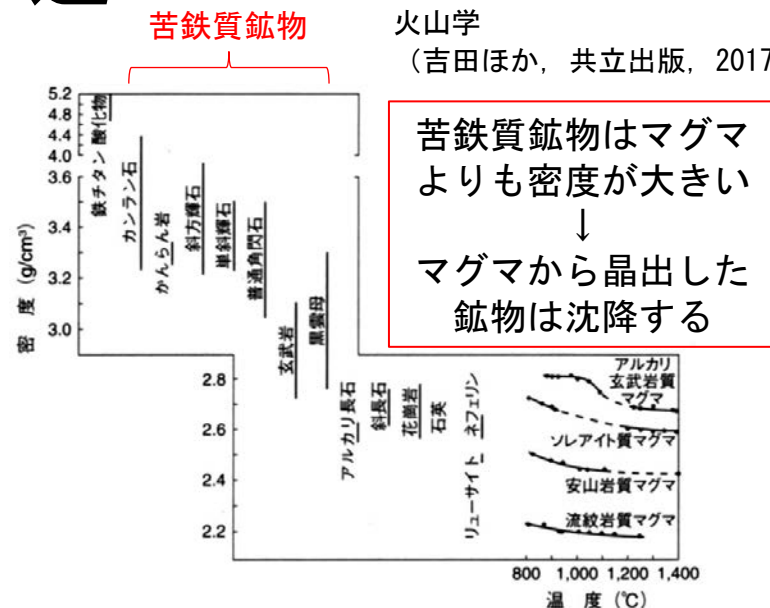 苦鉄質鉱物
火山学
(吉田ほか, 共立出版, 2017
苦鉄質鉱物はマグマ
よりも密度が大きい
↓
マグマから晶出した
鉱物は沈降する
密 度 (g/cm³)
5.2
4.8
4.4
4.0
3.6
3.4
3.2
3.0
2.8
2.6
2.4
2.2
鉄チタン酸化物
カンラン石
かんらん岩
斜方輝石
単斜輝石
普通角閃石
玄武岩
黒雲母
アルカリ長石
斜長石
花崗岩
石英
リューサイト
ネフェリン
アルカリ
玄武岩質
マグマ
ソレアイト質マグマ
安山岩質マグマ
流紋岩質マグマ
800 1,000 1,200 1,400
温 度 (℃)